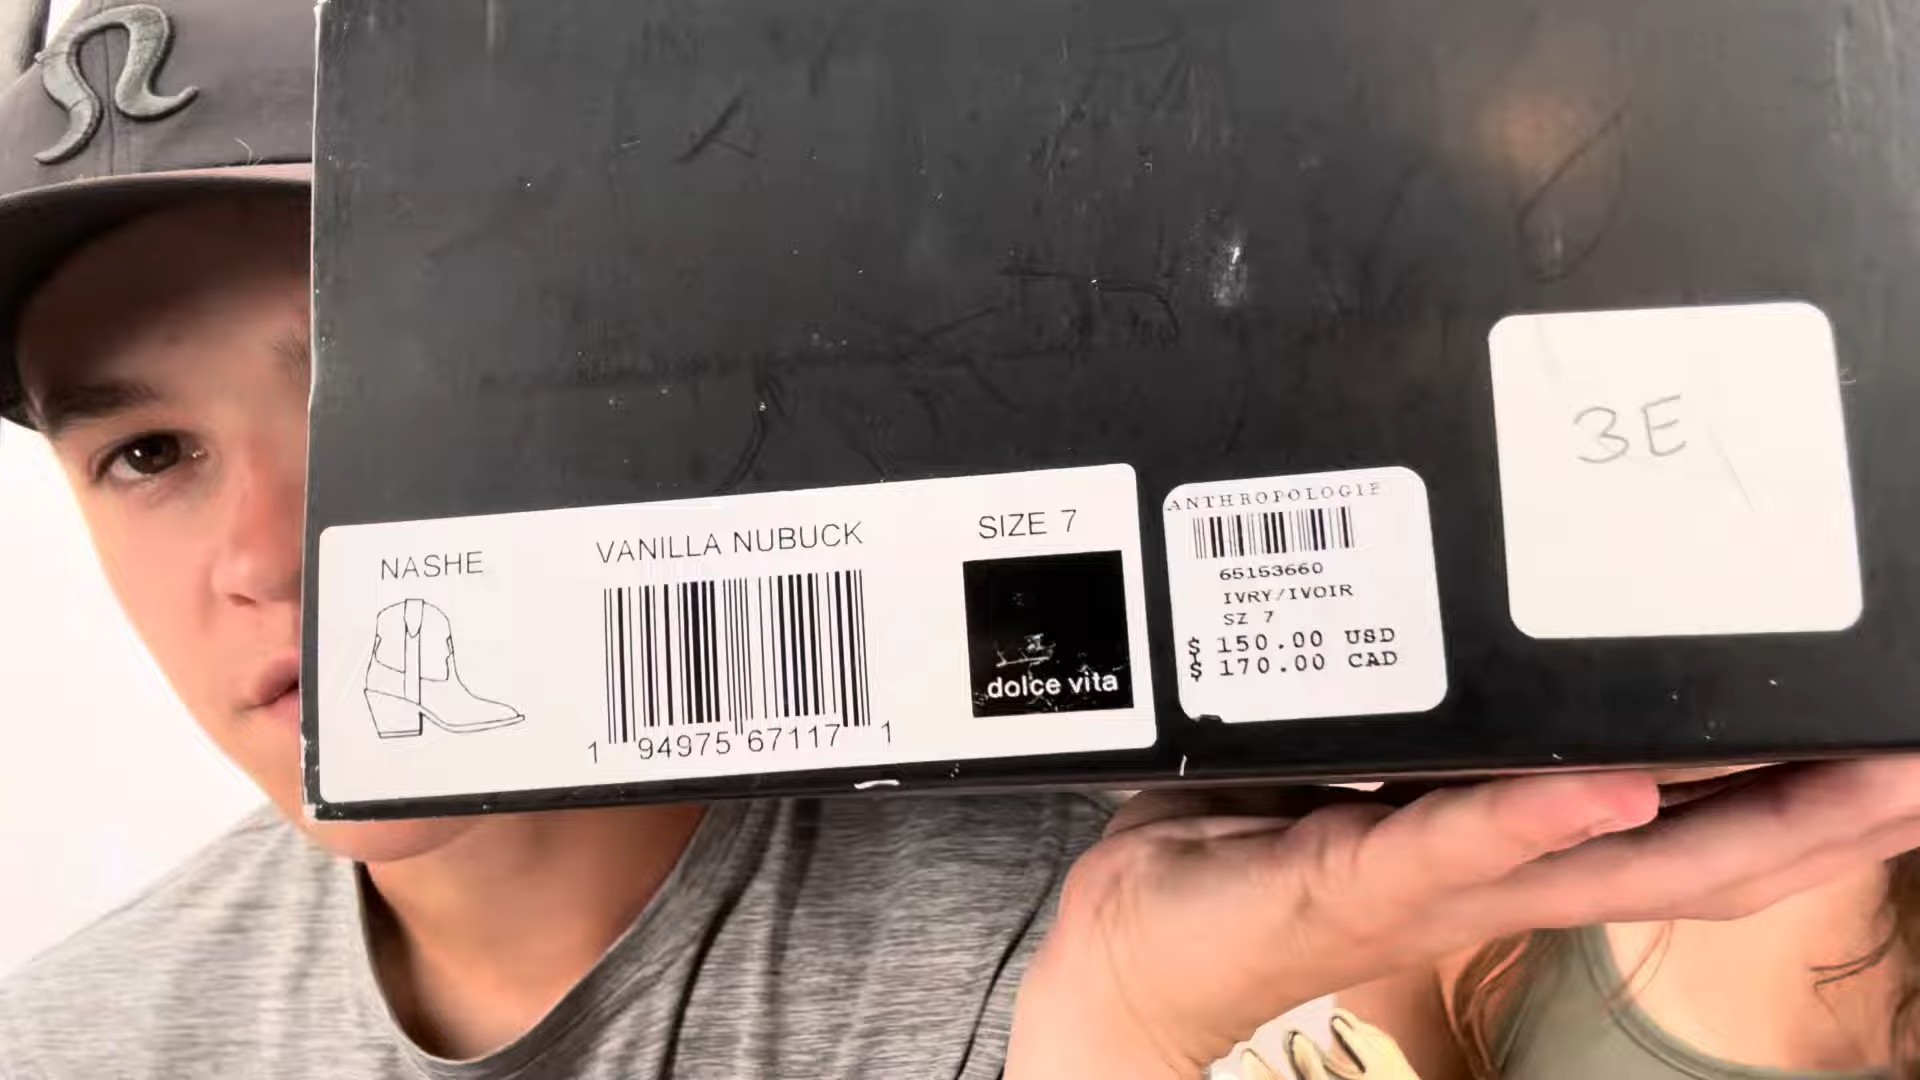 NASHE
VANILLA NUBUCK
1 94975 67117 1
SIZE 7
dolce vita
ANTHROPOLOGIE
65153660
IVRY/IVOIR
SZ 7
$ 150.00 USD
$ 170.00 CAD
3E